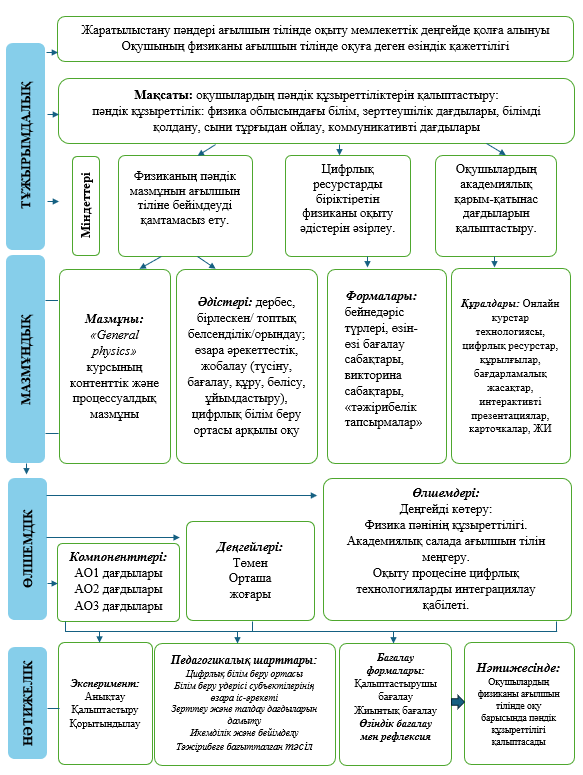 Жаратылыстану пәндері ағылшын тілінде оқыту мемлекеттік деңгейде қолға алынуы
Оқушының физиканы ағылшын тілінде оқуға деген өзіндік қажеттілігі
ТҰЖЫРЫМДАЛЫҚ
Мақсаты: оқушылардың пәндік құзыреттіліктерін қалыптастыру:
пәндік құзыреттілік: физика облысындағы білім, зерттеушілік дағдылары, білімді
қолдану, сыни тұрғыдан ойлау, коммуникативті дағдылары
Міндеттері
Физиканың пәндік
мазмұнын ағылшын
тіліне бейімдеуді
қамтамасыз ету.
Цифрлық
ресурстарды
біріктіретін
физиканы оқыту
әдістерін әзірлеу.
Оқушылардың
академиялық
қарым-қатынас
дағдыларын
қалыптастыру.
МАЗМҰНДЫҚ
Мазмұны:
«General
physics»
курсының
контенттік және
процессуалдық
мазмұны
Әдістері: дербес,
бірлескен/ топтық
белсенділік/орындау;
өзара әрекеттестік,
жобалау (түсіну,
бағалау, құру, бөлісу,
ұйымдастыру),
цифрлық білім беру
ортасы арқылы оқу
Формалары:
бейнедәріс
түрлері, өзін-
өзі бағалау
сабақтары,
викторина
сабақтары,
«тәжірибелік
тапсырмалар»
Құралдары: Онлайн
курстар
технологиясы,
цифрлық ресурстар,
құрылғылар,
бағдарламалық
жасақтар,
интерактивті
презентациялар,
карточкалар, ЖИ
ӨЛШЕМДІК
Компоненттері:
АО1 дағдылары
АО2 дағдылары
АО3 дағдылары
Деңгейлері:
Төмен
Орташа
жоғары
Өлшемдері:
Деңгейді көтеру:
Физика пәнінің құзыреттілігі.
Академиялық салада ағылшын тілін
меңгеру.
Оқыту процесіне цифрлық
технологияларды интеграциялау
қабілеті.
НӘТИЖЕЛІК
Эксперимент:
Анықтау
Қалыптастыру
Қорытындылау
Педагогикалық шарттары:
Цифрлық білім беру ортасы
Білім беру үдерісі субъектілерінің
өзара іс-әрекеті
Зерттеу және талдау дағдыларын
дамыту
Икемділік және бейімделу
Тәжірибеге бағытталған тәсіл
Бағалау
формалары:
Қалыптастырушы
бағалау
Жиынтық бағалау
Өзіндік бағалау
мен рефлексия
Нәтижесінде:
Оқушылардың
физиканы ағылшын
тілінде оқу
барысында пәндік
құзыреттілігі
қалыптасады